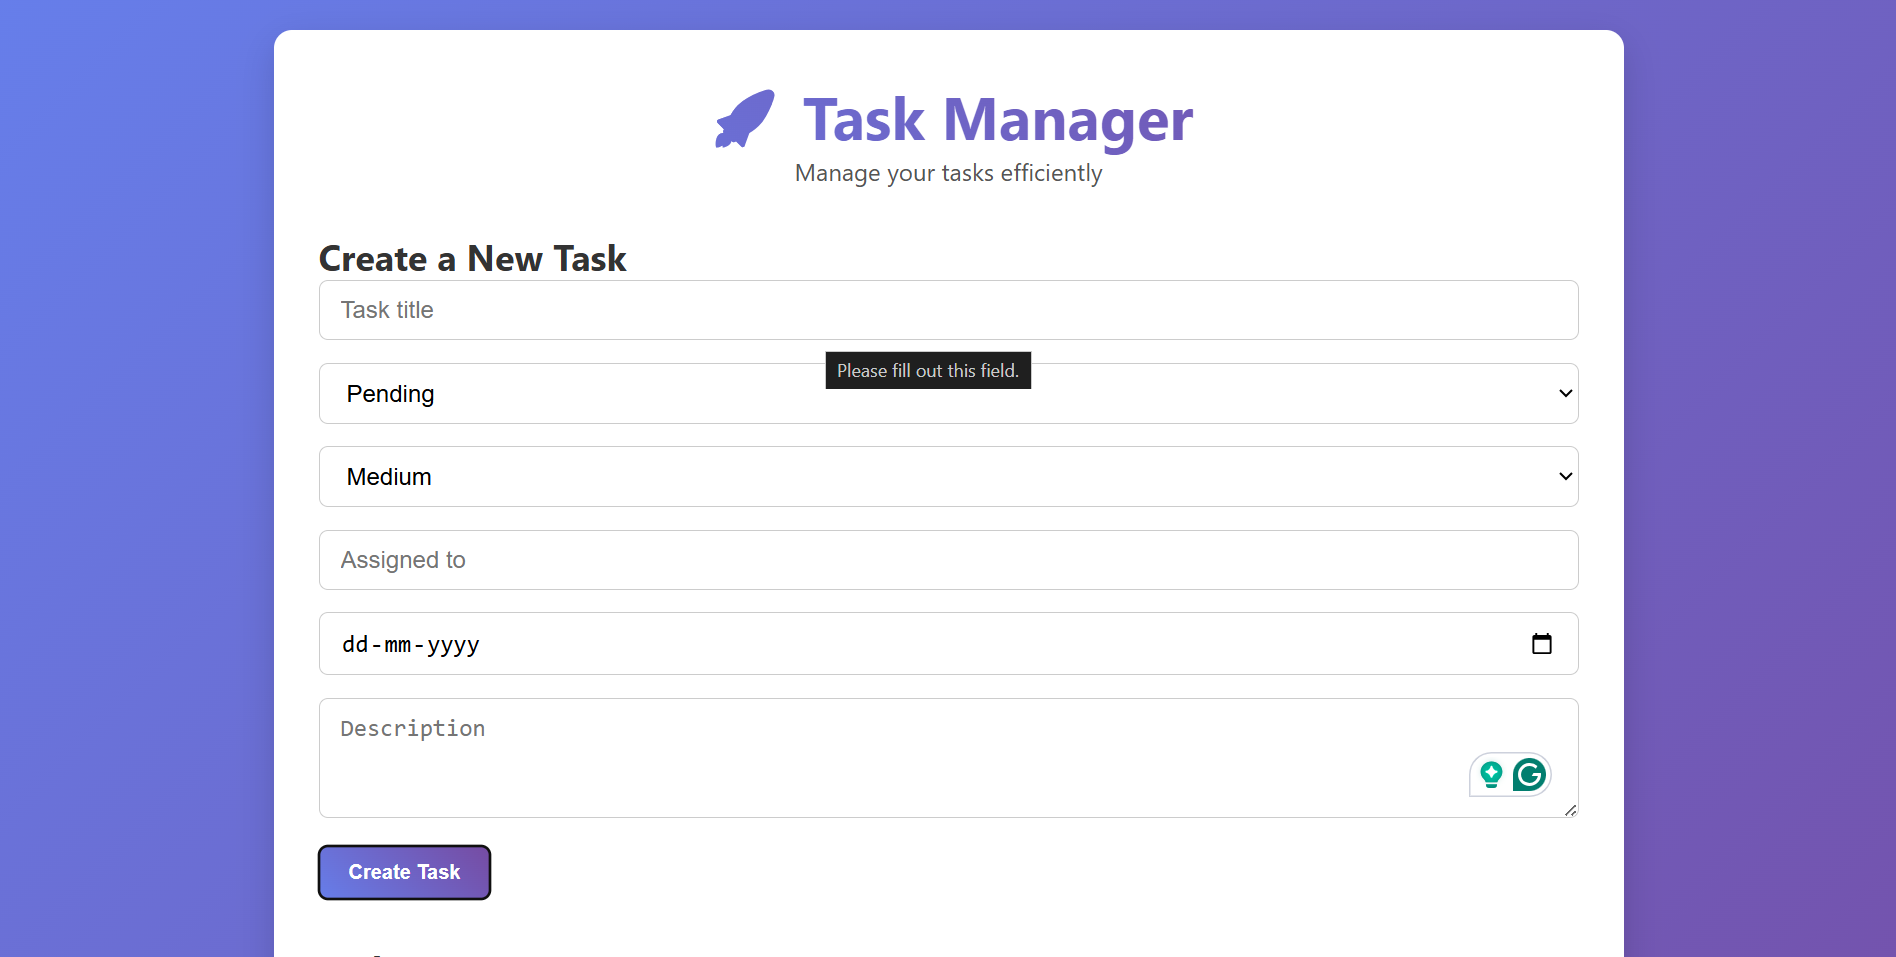 Task Manager
Manage your tasks efficiently
Create a New Task
Task title
Please fill out this field.
Pending
Medium
Assigned to
dd-mm-yyyy
Description
Create Task